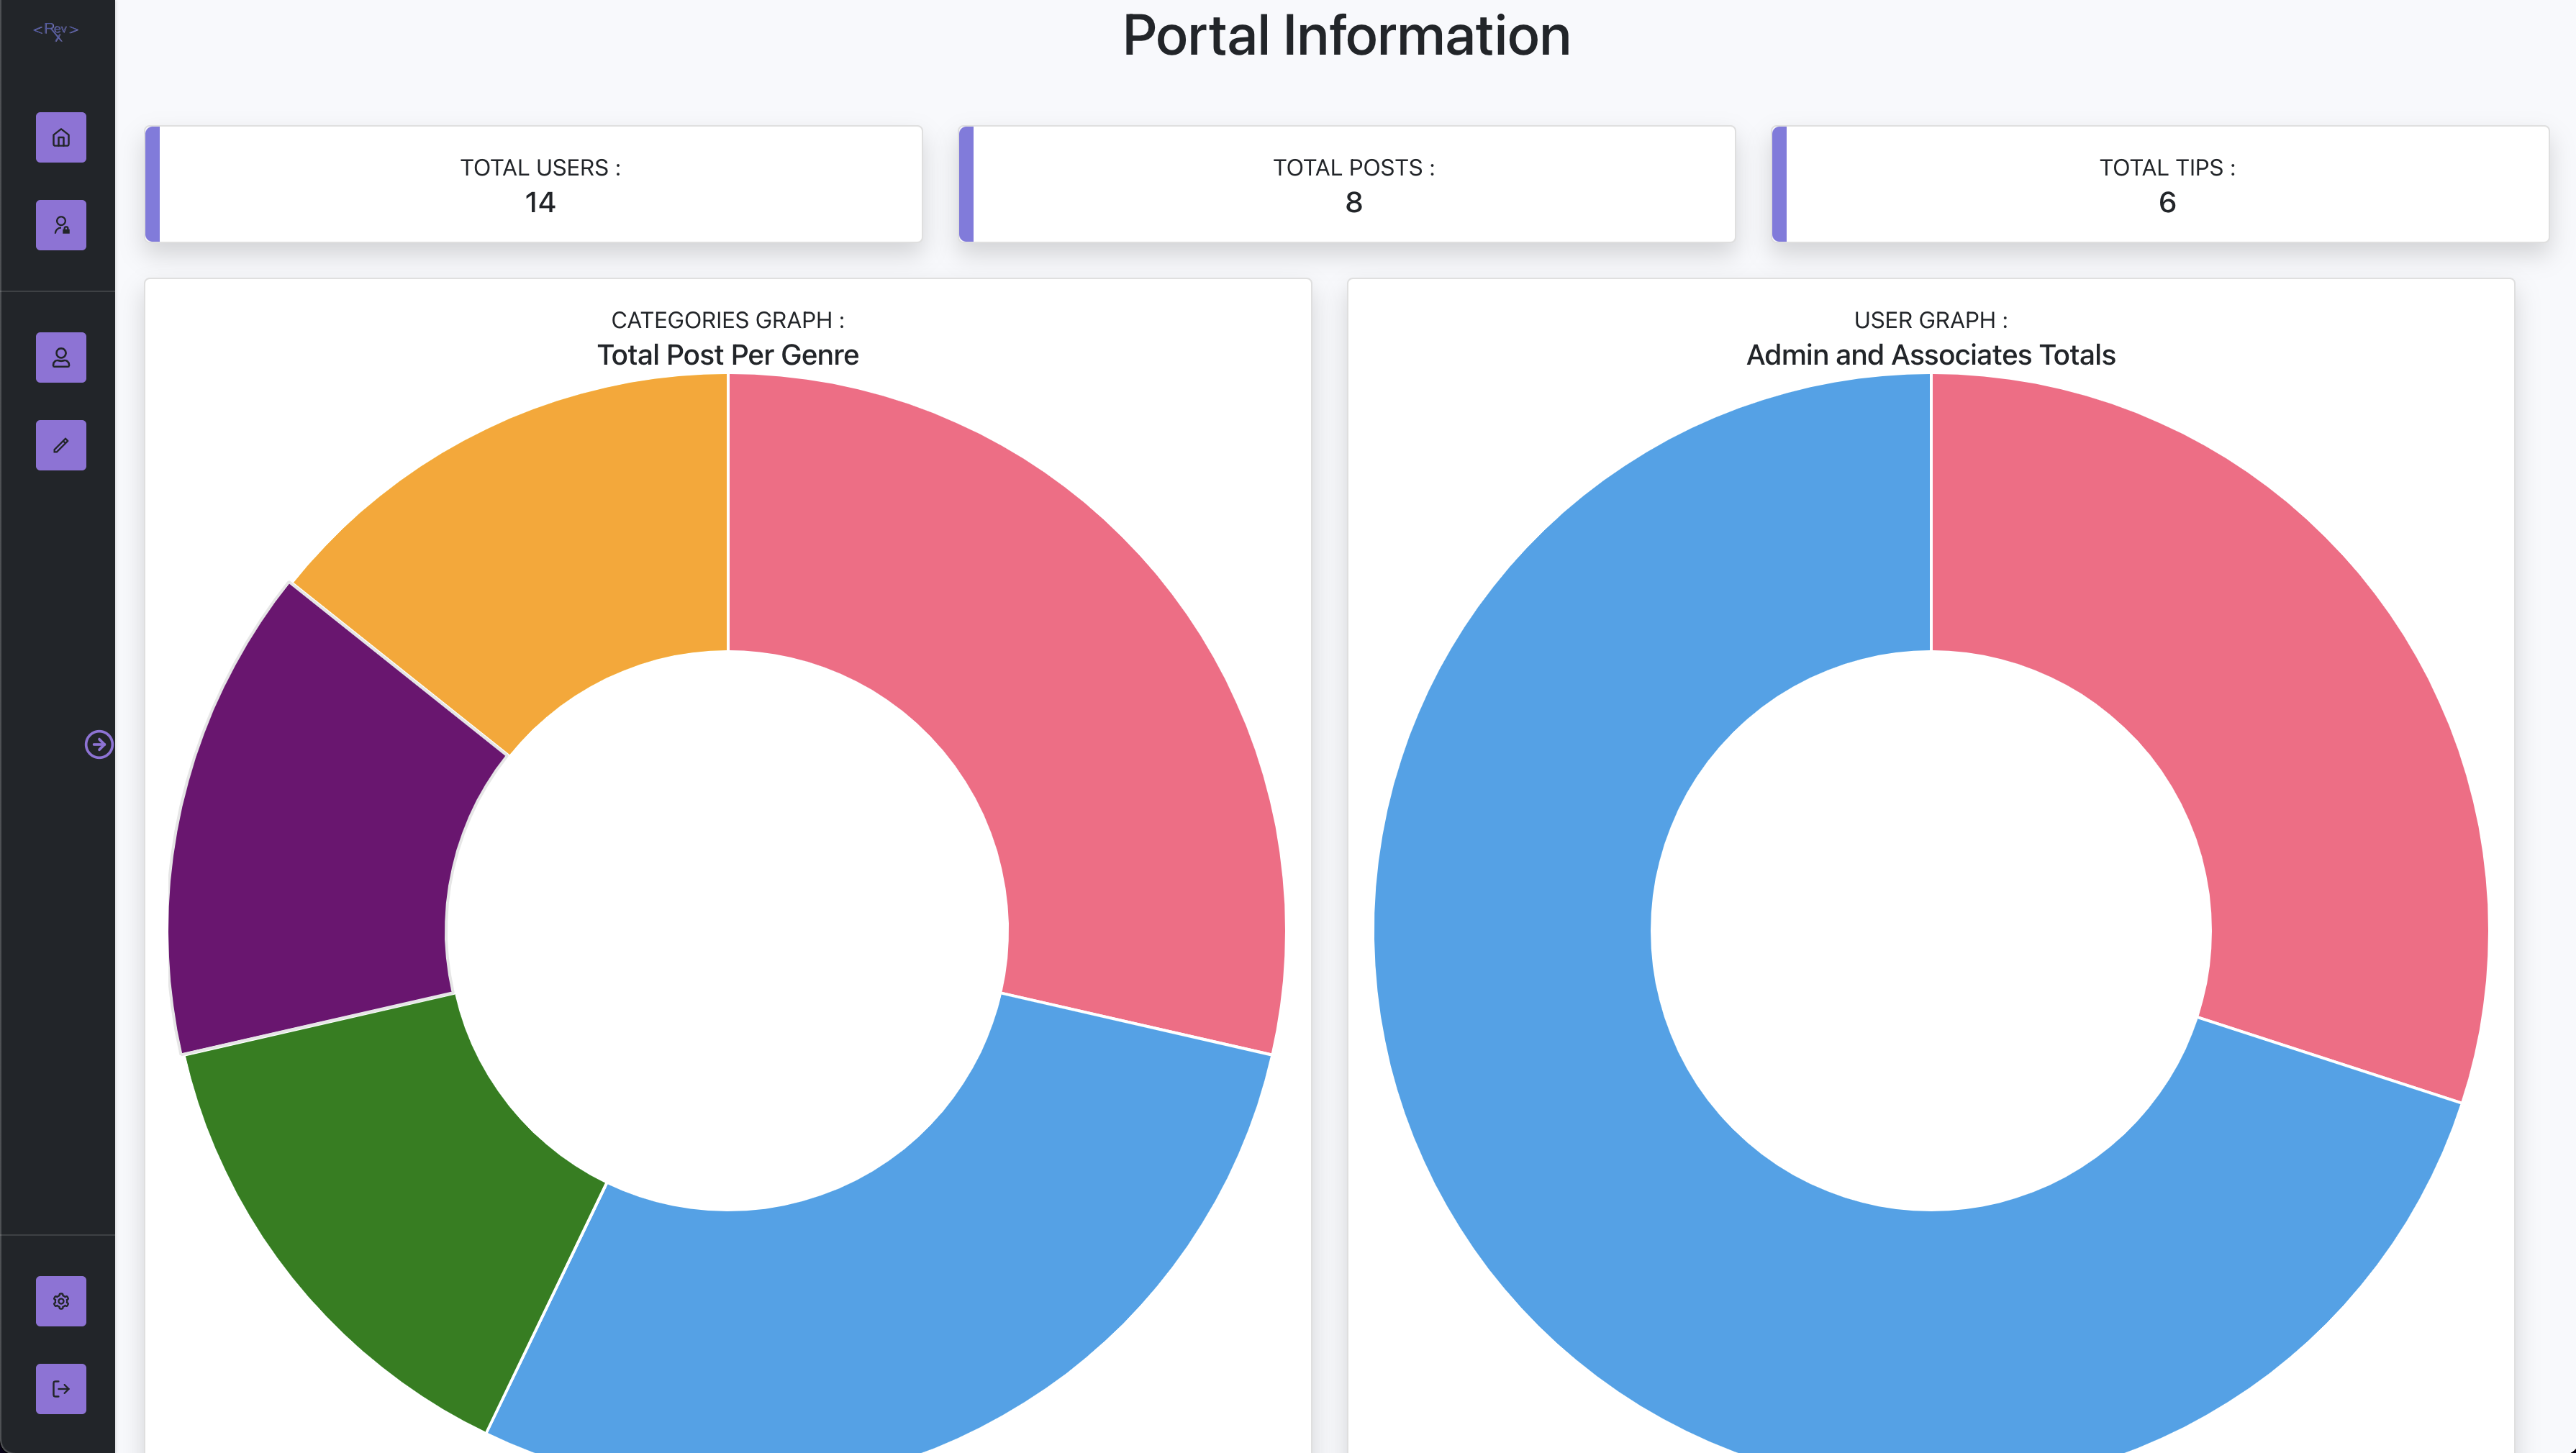 <Rev>
x
Portal Information
TOTAL USERS :
14
TOTAL POSTS :
8
TOTAL TIPS :
6
CATEGORIES GRAPH :
Total Post Per Genre
USER GRAPH :
Admin and Associates Totals